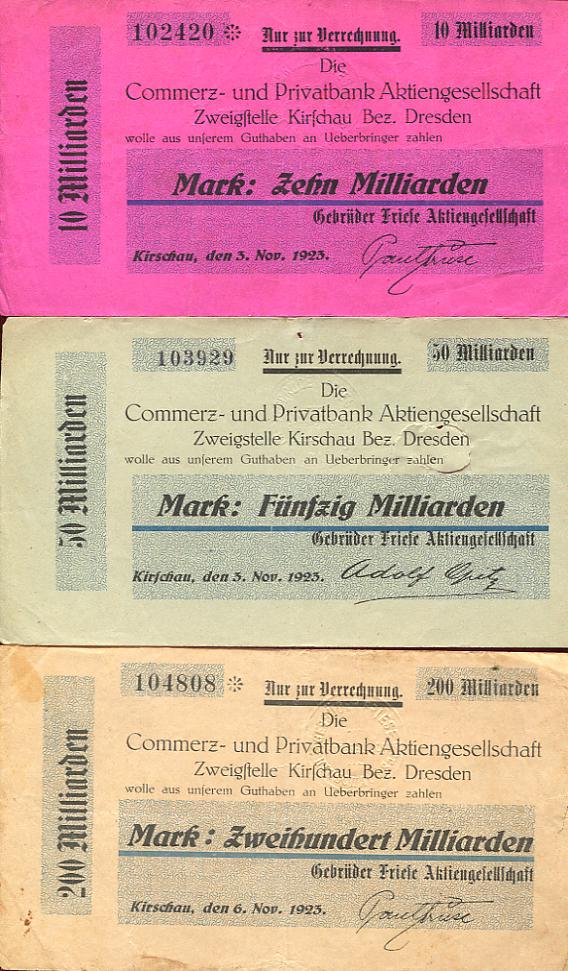 102420 * Nur zur Verrechnung. 10 Milliarden
Die
Commerz- und Privatbank Aktiengesellschaft
Zweigſtelle Kirſchau Bez. Dresden
wolle aus unſerem Guthaben an Ueberbringer zahlen
10 Milliarden
Mark: Zehn Milliarden
Gebrüder Frieſe Aktiengeſellſchaft
Kirschau, den 3. Nov. 1923.
103929 Nur zur Verrechnung. 50 Milliarden
Die
Commerz- und Privatbank Aktiengesellschaft
Zweigstelle Kirschau Bez. Dresden
wolle aus unſerem Guthaben an Ueberbringer zahlen
50 Milliarden
Mark: Fünfzig Milliarden
Gebrüder Frieſe Aktiengeſellſchaft
Kirſchau, den 3. Nov. 1923. Adolf Opitz
104808 * Nur zur Verrechnung. 200 Milliarden
Die
Commerz- und Privatbank Aktiengesellschaft
Zweigſtelle Kirſchau Bez. Dresden
wolle aus unſerem Guthaben an Ueberbringer zahlen
200 Milliarden
Mark: Zweihundert Milliarden
Gebrüder Frieſe Aktiengeſellſchaft
Kirschau, den 6. Nov. 1923.